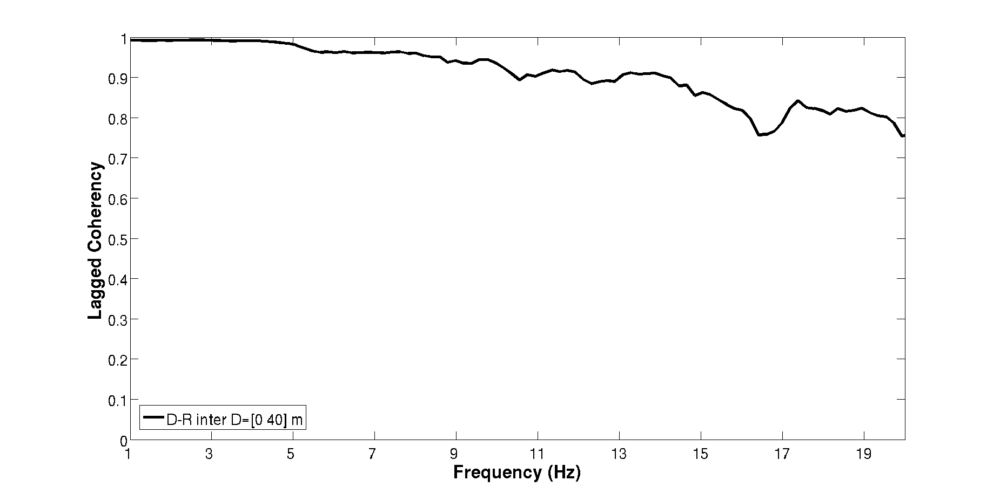 1
0.9
0.8
0.7
0.6
0.5
0.4
0.3
0.2
0.1
0
Lagged Coherency
D-R inter D=[0 40] m
1 3 5 7 9 11 13 15 17 19
Frequency (Hz)